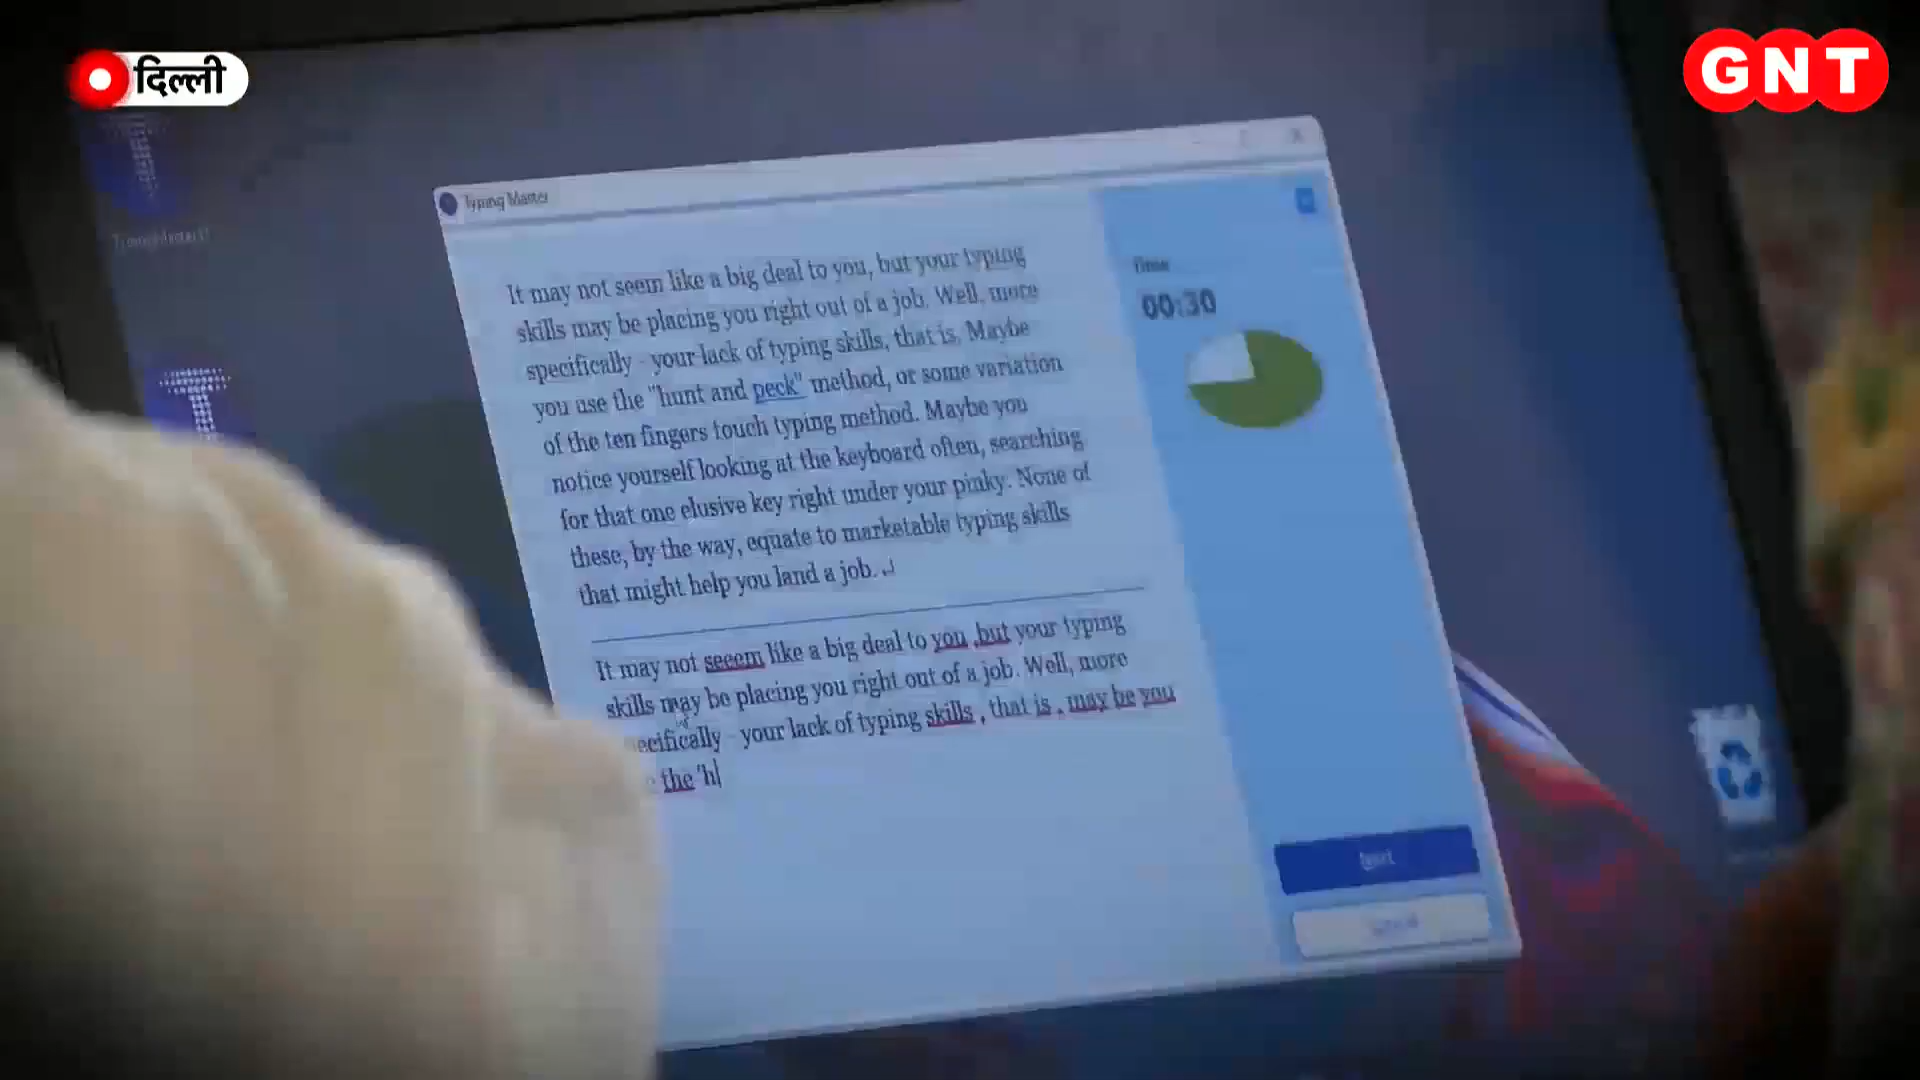 दिल्ली
GNT
Typing Master
It may not seem like a big deal to you, but your typing
skills may be placing you right out of a job. Well, more
specifically - your lack of typing skills, that is. Maybe
you use the "hunt and peck" method, or some variation
of the ten fingers touch typing method. Maybe you
notice yourself looking at the keyboard often, searching
for that one elusive key right under your pinky. None of
these, by the way, equate to marketable typing skills
that might help you land a job.
Time
00:30
It may not seeem like a big deal to you ,but your typing
skills may be placing you right out of a job. Well, more
ecifically - your lack of typing skills , that is , may be you
the "h
Next